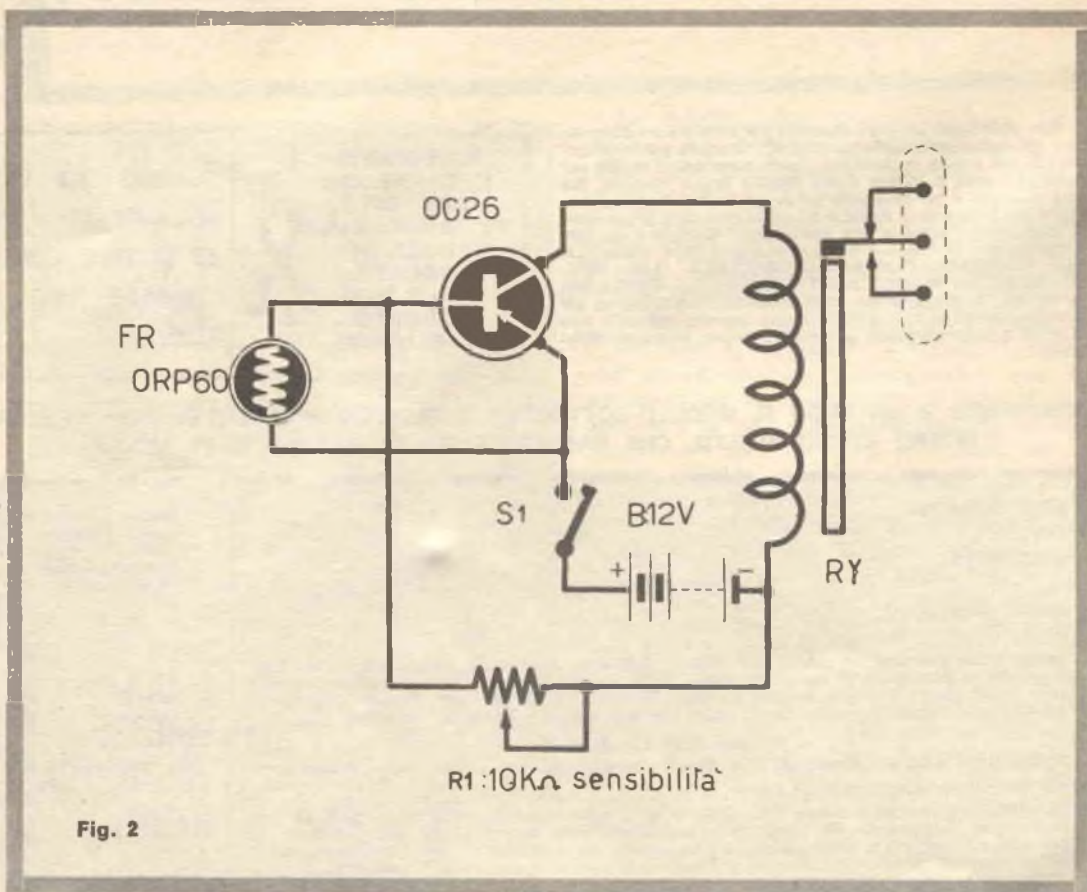 OC26
FR
ORP60
S1
B12V
+
-
RY
R1:10KΩ sensibilità
Fig. 2